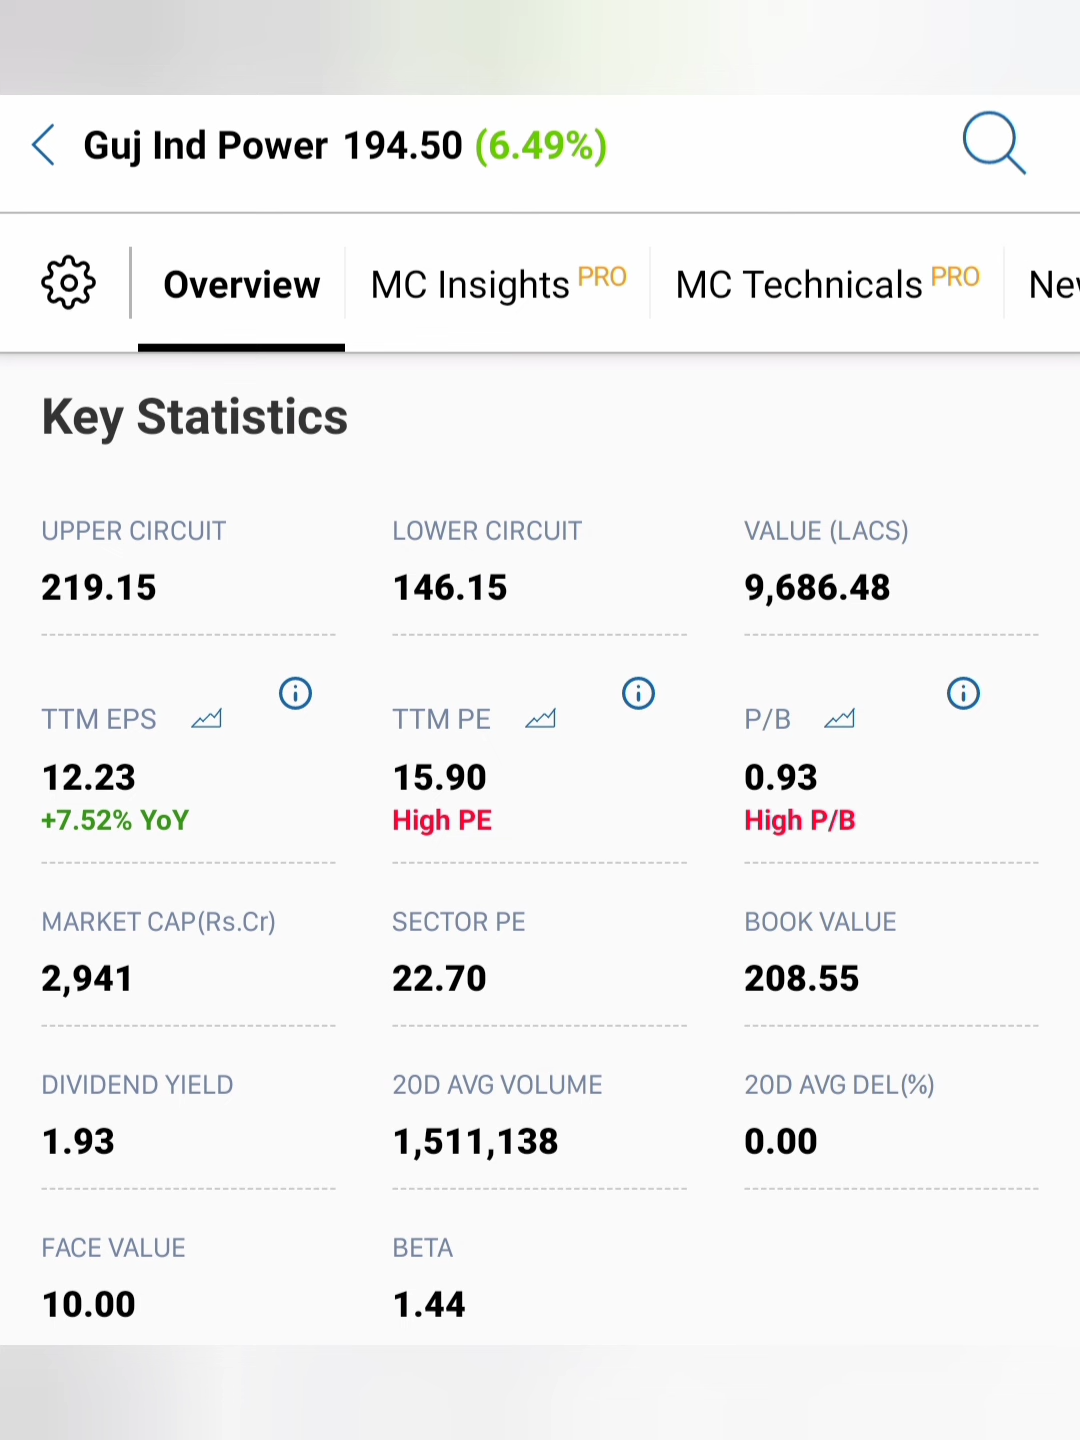 Guj Ind Power 194.50 (6.49%)
Overview MC Insights PRO MC Technicals PRO
Key Statistics
UPPER CIRCUIT LOWER CIRCUIT VALUE (LACS)
219.15 146.15 9,686.48
TTM EPS TTM PE P/B
12.23 15.90 0.93
+7.52% YoY High PE High P/B
MARKET CAP(Rs.Cr) SECTOR PE BOOK VALUE
2,941 22.70 208.55
DIVIDEND YIELD 20D AVG VOLUME 20D AVG DEL(%)
1.93 1,511,138 0.00
FACE VALUE BETA
10.00 1.44